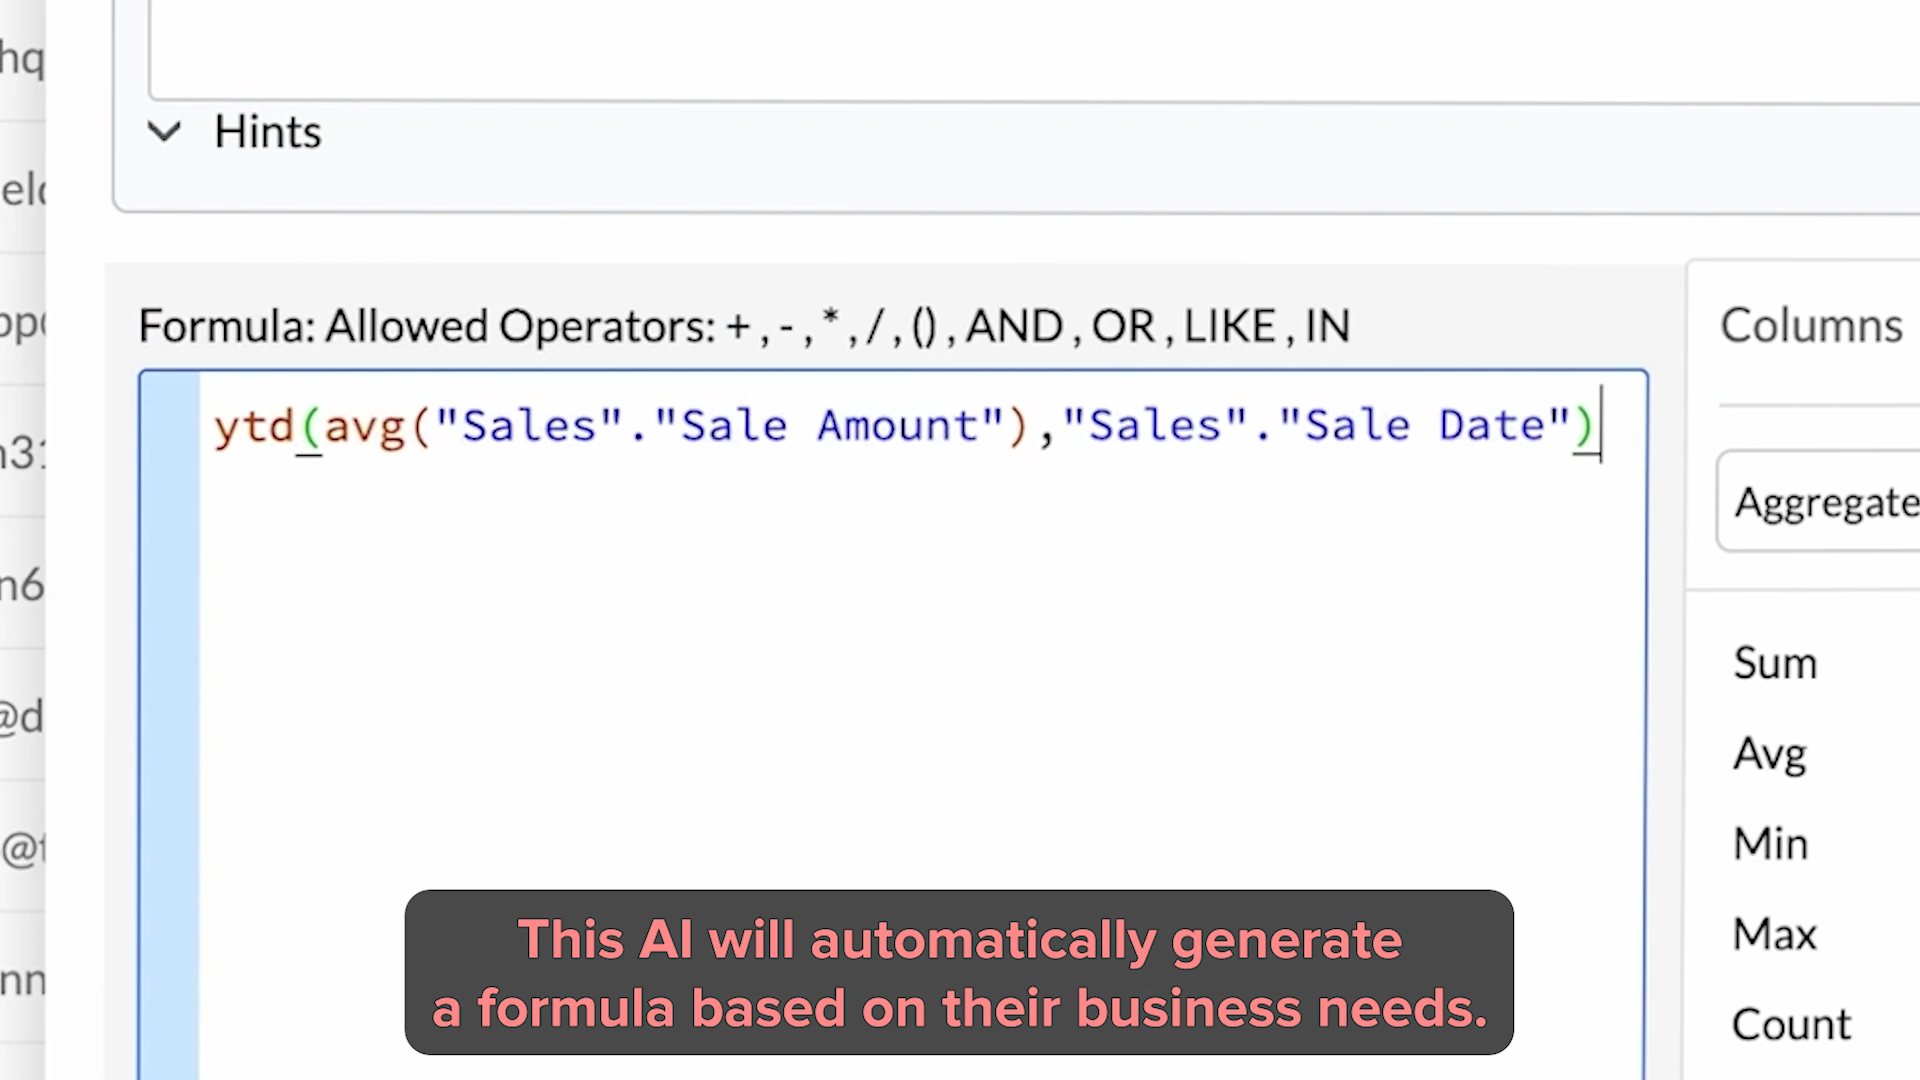 Hints
Formula: Allowed Operators: + , - , * , / , () , AND , OR , LIKE , IN
ytd(avg("Sales"."Sale Amount"),"Sales"."Sale Date")
Columns
Aggregate
Sum
Avg
Min
Max
Count
This AI will automatically generate
a formula based on their business needs.